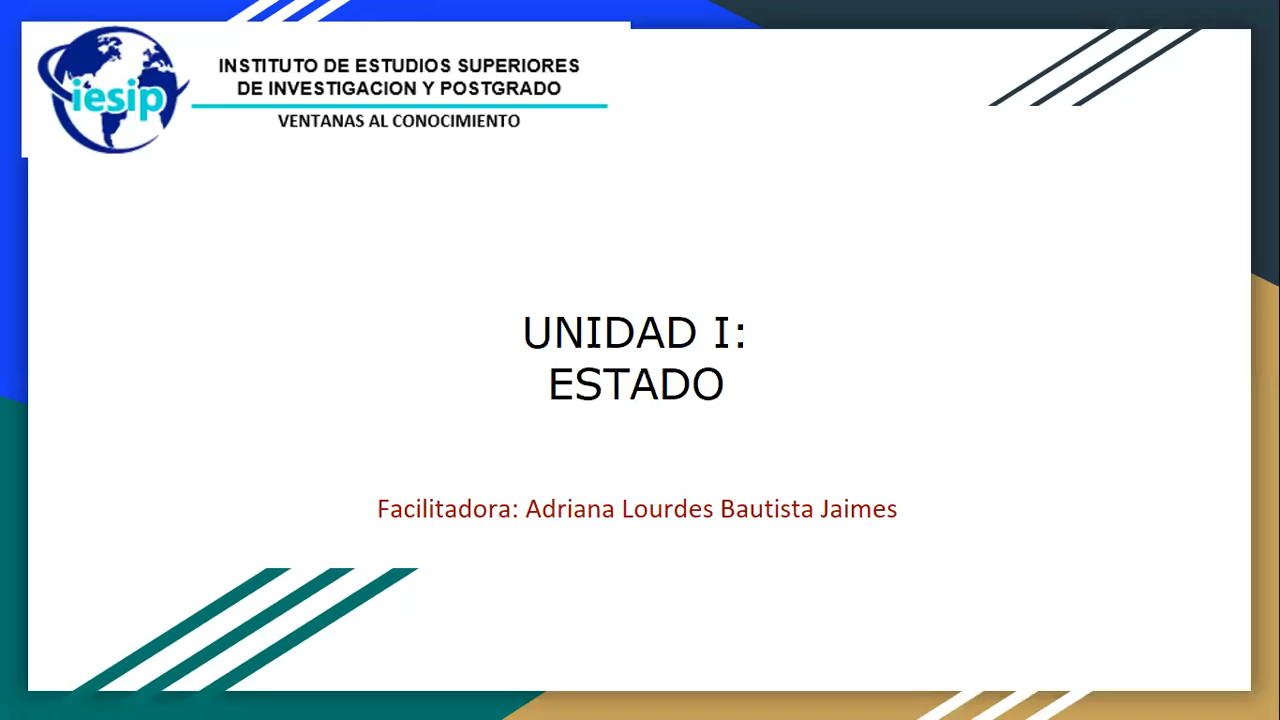 iesip
INSTITUTO DE ESTUDIOS SUPERIORES
DE INVESTIGACION Y POSTGRADO
VENTANAS AL CONOCIMIENTO
UNIDAD I:
ESTADO
Facilitadora: Adriana Lourdes Bautista Jaimes